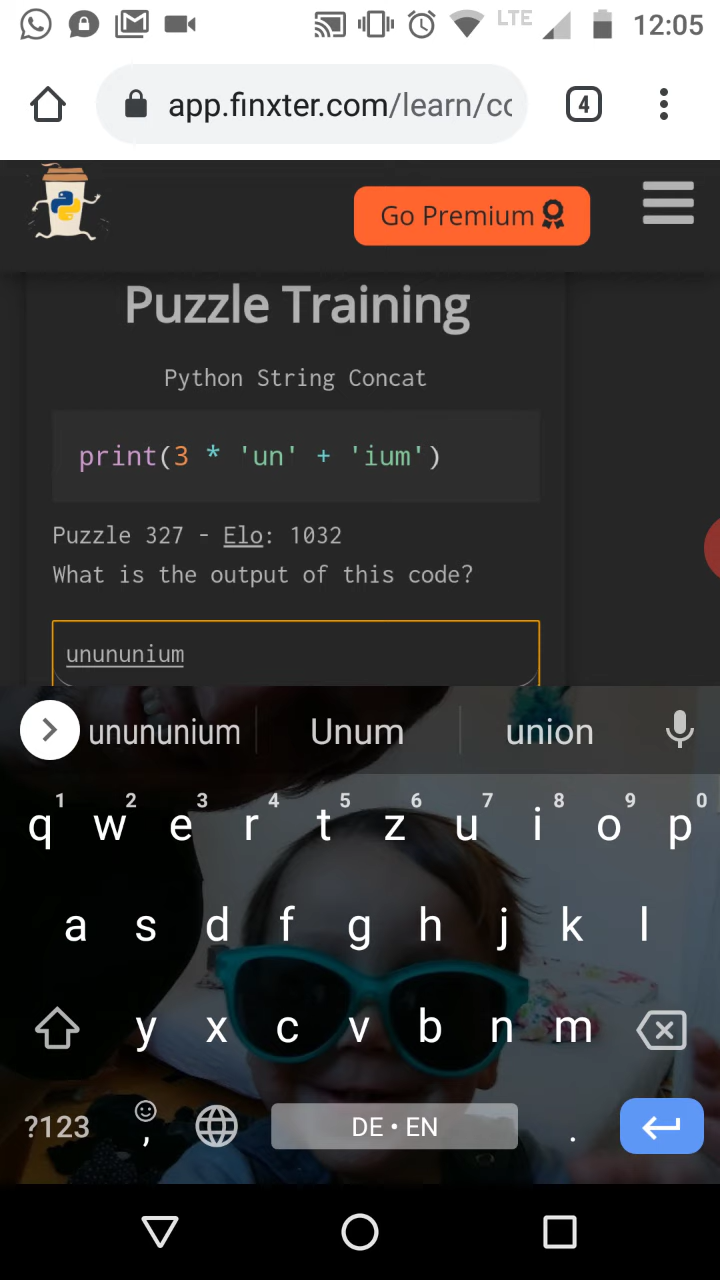 LTE 12:05
app.finxter.com/learn/co 4
Go Premium
Puzzle Training
Python String Concat
print(3 * 'un' + 'ium')
Puzzle 327 - Elo: 1032
What is the output of this code?
unununium
unununium Unum union
1 2 3 4 5 6 7 8 9 0
q w e r t z u i o p
a s d f g h j k l
y x c v b n m
?123 , DE • EN .